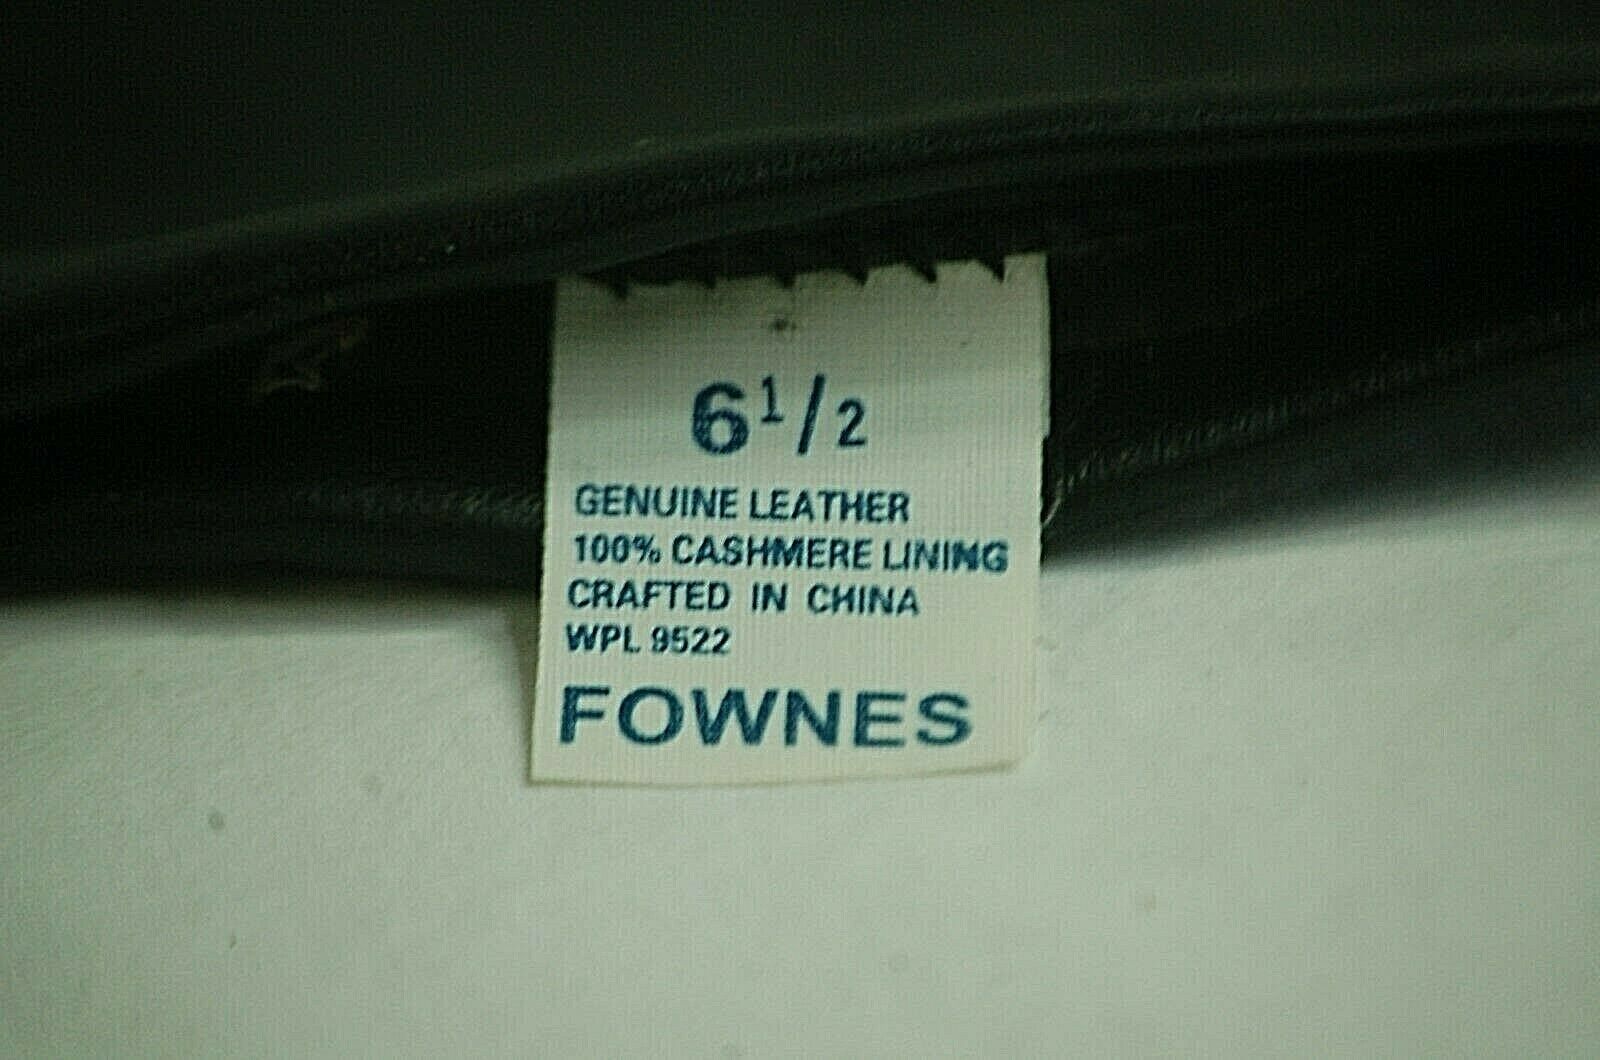 6 1/2
GENUINE LEATHER
100% CASHMERE LINING
CRAFTED IN CHINA
WPL 9522
FOWNES